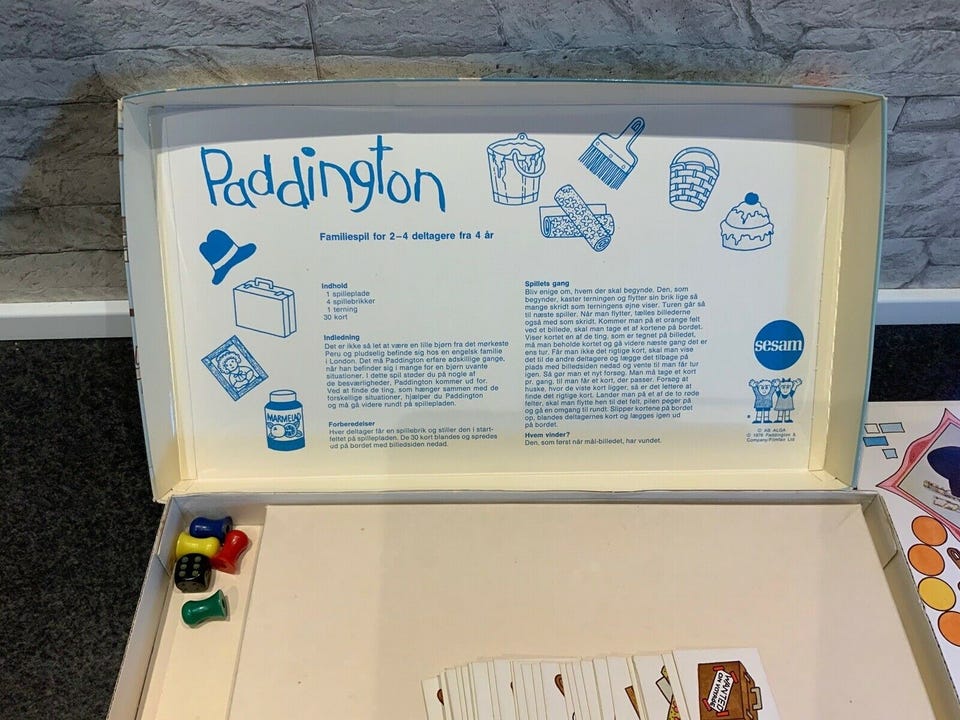 Paddington
Familiespil for 2–4 deltagere fra 4 år
Indhold
1 spilleplade
4 spillebrikker
1 terning
30 kort
Indledning
Det er ikke så let at være en lille bjørn fra det mørkeste
Peru og pludselig befinde sig hos en engelsk familie
i London. Det må Paddington erfare adskillige gange,
når han befinder sig i mange for en bjørn uvante
situationer. I dette spil støder du på nogle af
de besværligheder, Paddington kommer ud for.
Ved at finde de ting, som hænger sammen med de
forskellige situationer, hjælper du Paddington
og må gå videre rundt på spillepladen.
Forberedelser
Hver deltager får en spillebrik og stiller den i start-
feltet på spillepladen. De 30 kort blandes og spredes
ud på bordet med billedsiden nedad.
MARMELAD
Spillets gang
Bliv enige om, hvem der skal begynde. Den, som
begynder, kaster terningen og flytter sin brik lige så
mange skridt som terningens øjne viser. Turen går så
til næste spiller. Når man flytter, tælles billederne
også med som skridt. Kommer man på et orange felt
ved et billede, skal man tage et af kortene på bordet.
Viser kortet en af de ting, som er tegnet på billedet,
må man beholde kortet og gå videre næste gang det er
ens tur. Får man ikke det rigtige kort, skal man vise
det til de andre deltagere og lægge det tilbage på
plads med billedsiden nedad og vente til man får tur
igen. Så gør man et nyt forsøg. Man må tage et kort
pr. gang, til man får et kort, der passer. Forsøg at
huske, hvor de viste kort ligger, så er det lettere at
finde det rigtige kort. Lander man på et af de to røde
felter, skal man flytte hen til det felt, pilen peger på
og gå en omgang til rundt. Slipper kortene på bordet
op, blandes deltagernes kort og lægges igen ud
på bordet.
Hvem vinder?
Den, som først når mål-billedet, har vundet.
sesam
© AB ALGA
© 1976 Paddington &
Company/Filmfair Ltd
WANTED
ON VOYAGE